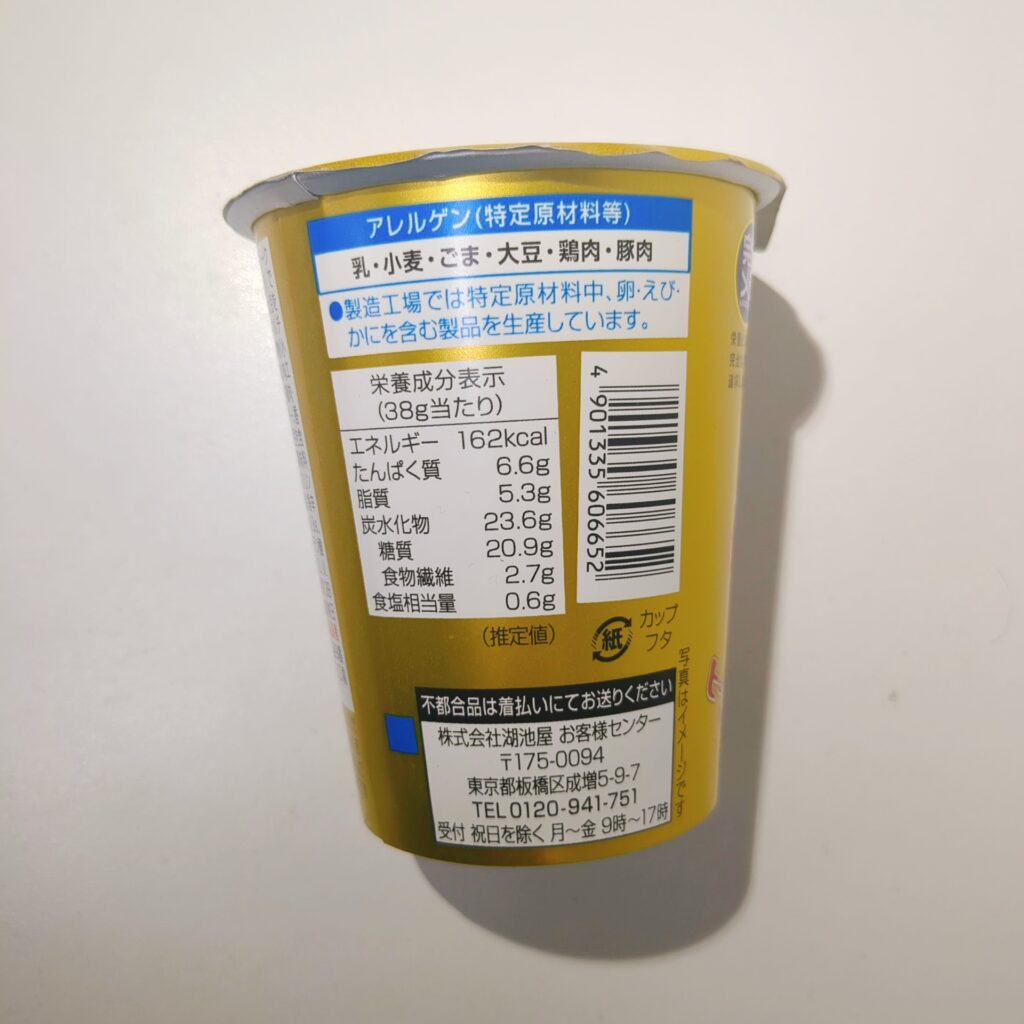 アレルゲン(特定原材料等)
乳・小麦・ごま・大豆・鶏肉・豚肉
●製造工場では特定原材料中、卵・えび・
かにを含む製品を生産しています。
栄養成分表示
(38g当たり)
エネルギー 162kcal
たんぱく質 6.6g
脂質 5.3g
炭水化物 23.6g
糖質 20.9g
食物繊維 2.7g
食塩相当量 0.6g
(推定値)
4 901335 606652
紙
カップ
フタ
写真はイメージです
不都合品は着払いにてお送りください
株式会社湖池屋 お客様センター
〒175-0094
東京都板橋区成増5-9-7
TEL 0120-941-751
受付 祝日を除く 月〜金 9時〜17時